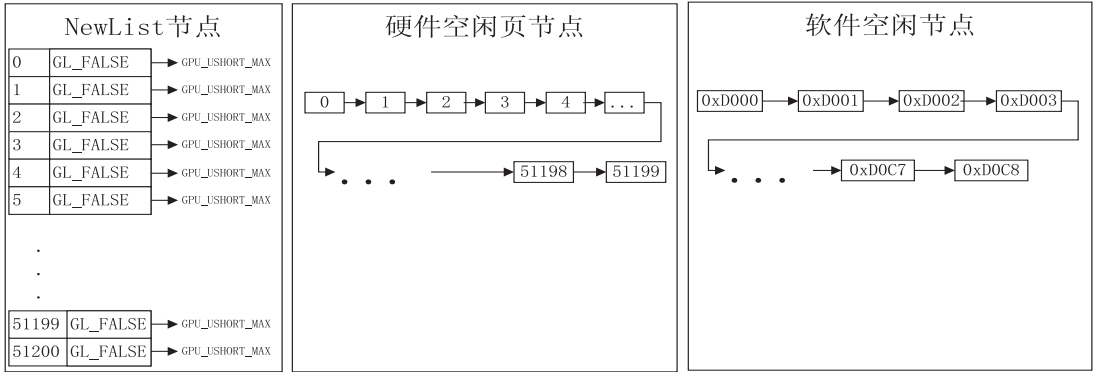 NewList节点
0 GL_FALSE GPU_USHORT_MAX
1 GL_FALSE GPU_USHORT_MAX
2 GL_FALSE GPU_USHORT_MAX
3 GL_FALSE GPU_USHORT_MAX
4 GL_FALSE GPU_USHORT_MAX
5 GL_FALSE GPU_USHORT_MAX
.
.
.
51199 GL_FALSE GPU_USHORT_MAX
51200 GL_FALSE GPU_USHORT_MAX
硬件空闲页节点
0 1 2 3 4 ...
... 51198 51199
软件空闲节点
0xD000 0xD001 0xD002 0xD003
... 0xD0C7 0xD0C8